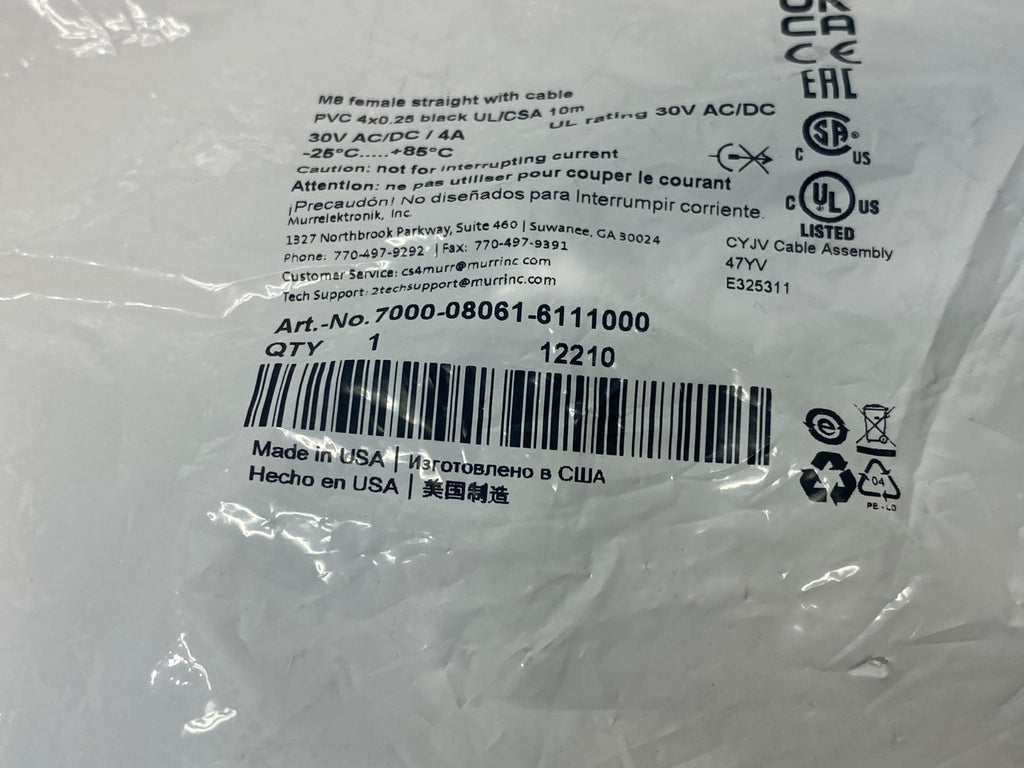 UK
CA
CE
EAC
M8 female straight with cable
PVC 4x0.25 black UL/CSA 10m
UL rating 30V AC/DC
30V AC/DC / 4A
-25°C.....+85°C
Caution: not for interrupting current
Attention: ne pas utiliser pour couper le courant
¡Precaudón! No diseñados para Interrumpir corriente.
Murrelektronik, Inc.
1327 Northbrook Parkway, Suite 460 | Suwanee, GA 30024
Phone: 770-497-9292 | Fax: 770-497-9391
Customer Service: cs4murr@murrinc com
Tech Support: 2techsupport@murrinc.com
C SA® US
C UL US
LISTED
CYJV Cable Assembly
47YV
E325311
Art.-No. 7000-08061-6111000
QTY 1 12210
Made in USA | Изготовлено в США
Hecho en USA | 美国制造
e
04
PE-LD